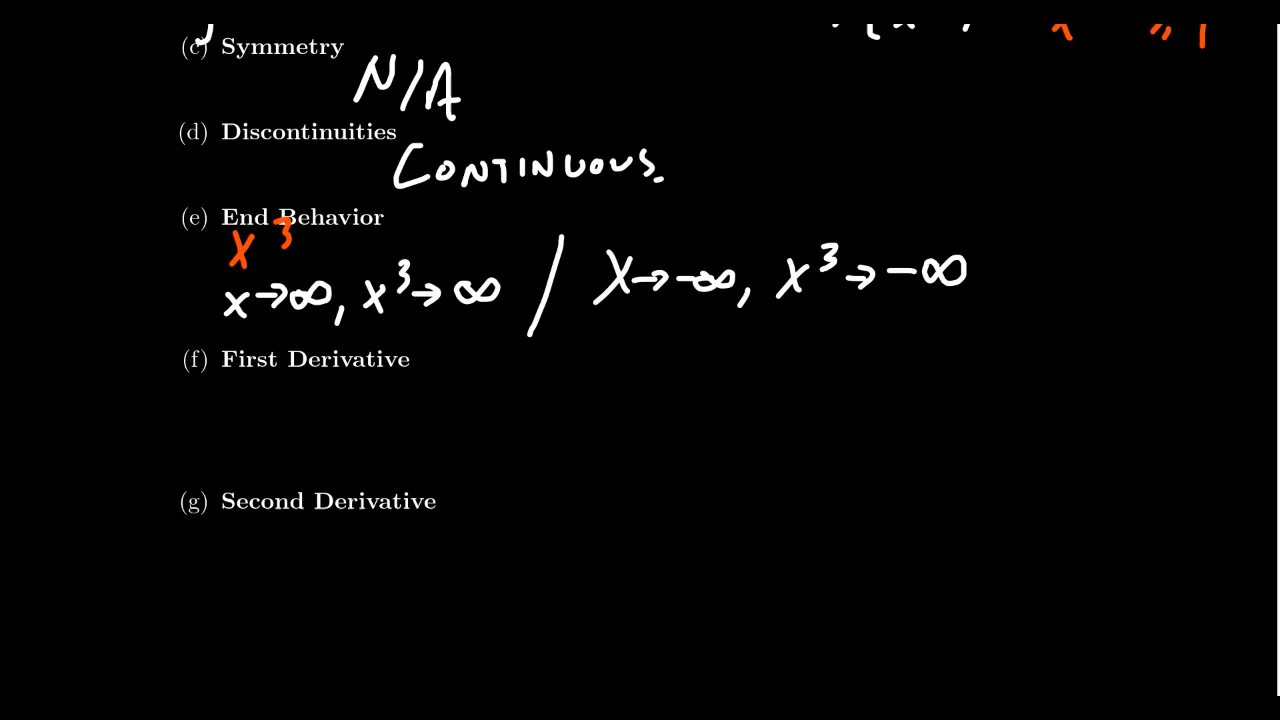 (c) Symmetry
N/A
(d) Discontinuities
CONTINUOUS.
(e) End Behavior
x³
x→∞, x³→∞ / x→-∞, x³→-∞
(f) First Derivative
(g) Second Derivative